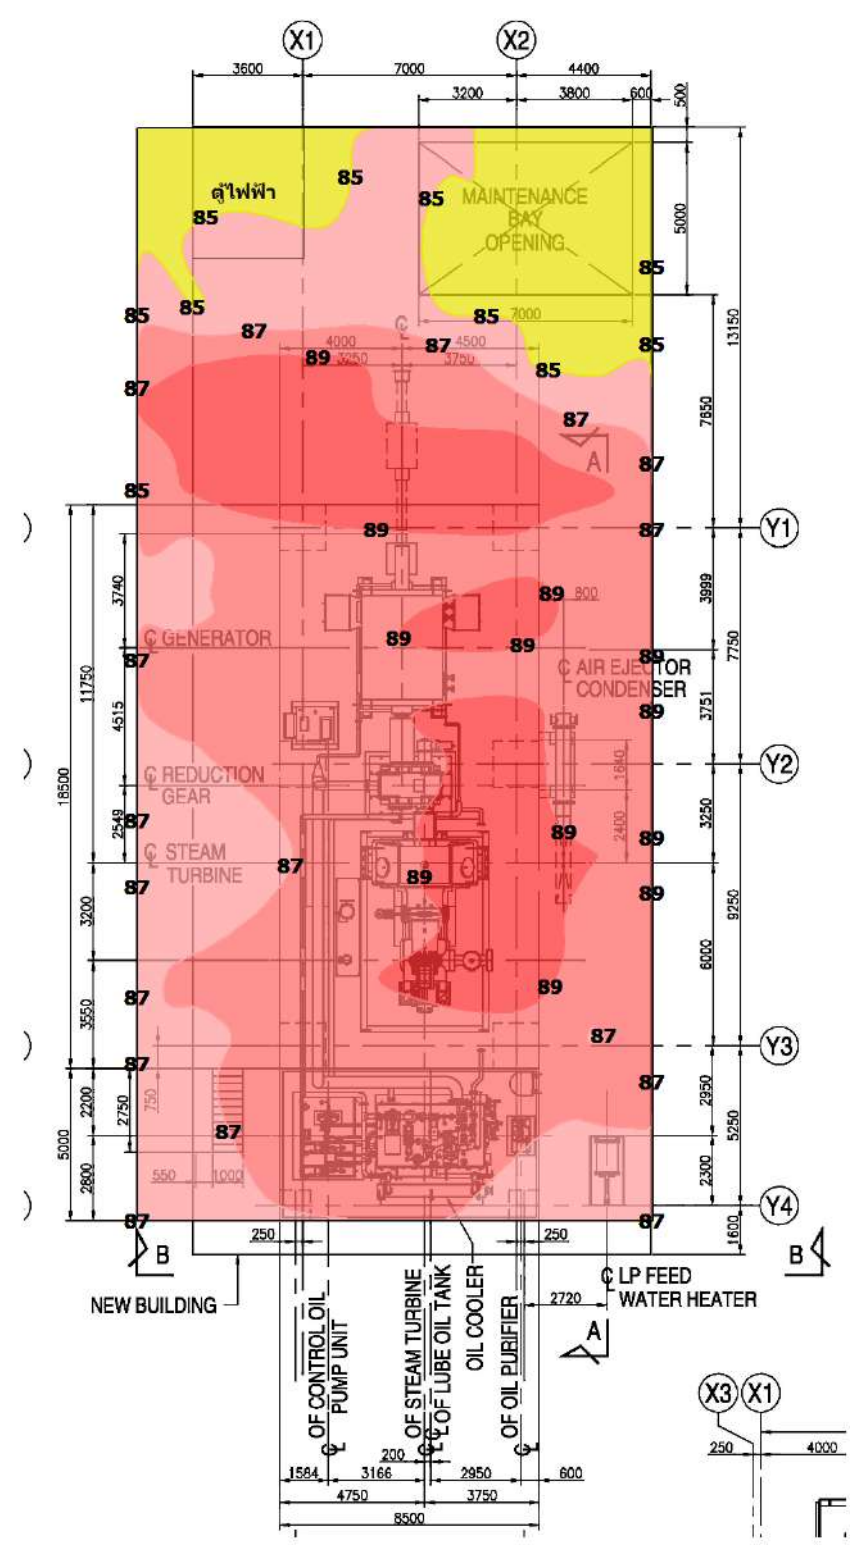 X1 X2
3600 7000 4400
3200 3800 600 500
85
ตู้ไฟฟ้า 85 MAINTENANCE
85 BAY
OPENING 5000
85
85 85 85 7000 13150
87 87 4000 4500 85
89 3250 3750
87 85
87 7650
A 87
85
89 87 Y1
3740 89 800 3999
89 89
℄ GENERATOR 7750
87 89
11750 ℄ AIR EJECTOR
CONDENSER
4515 89 3751
18500 ℄ REDUCTION Y2
GEAR 1640
2549 87 89 2400 3250
89
℄ STEAM 87
TURBINE 89
87 89
3200 9250
6000
3550 87 89
87 Y3
87 87
750 2200 2750 2950
87
5000 5250
2800 550 1000 2300
Y4
87 87
250 250 1600
B B
NEW BUILDING
℄ LP FEED
WATER HEATER
2720
A
℄ OF CONTROL OIL
PUMP UNIT
℄ OF STEAM TURBINE
℄ OF LUBE OIL TANK
OIL COOLER
℄ OF OIL PURIFIER
X3 X1
250 4000
200
1584 3166 2950 600
4750 3750
8500